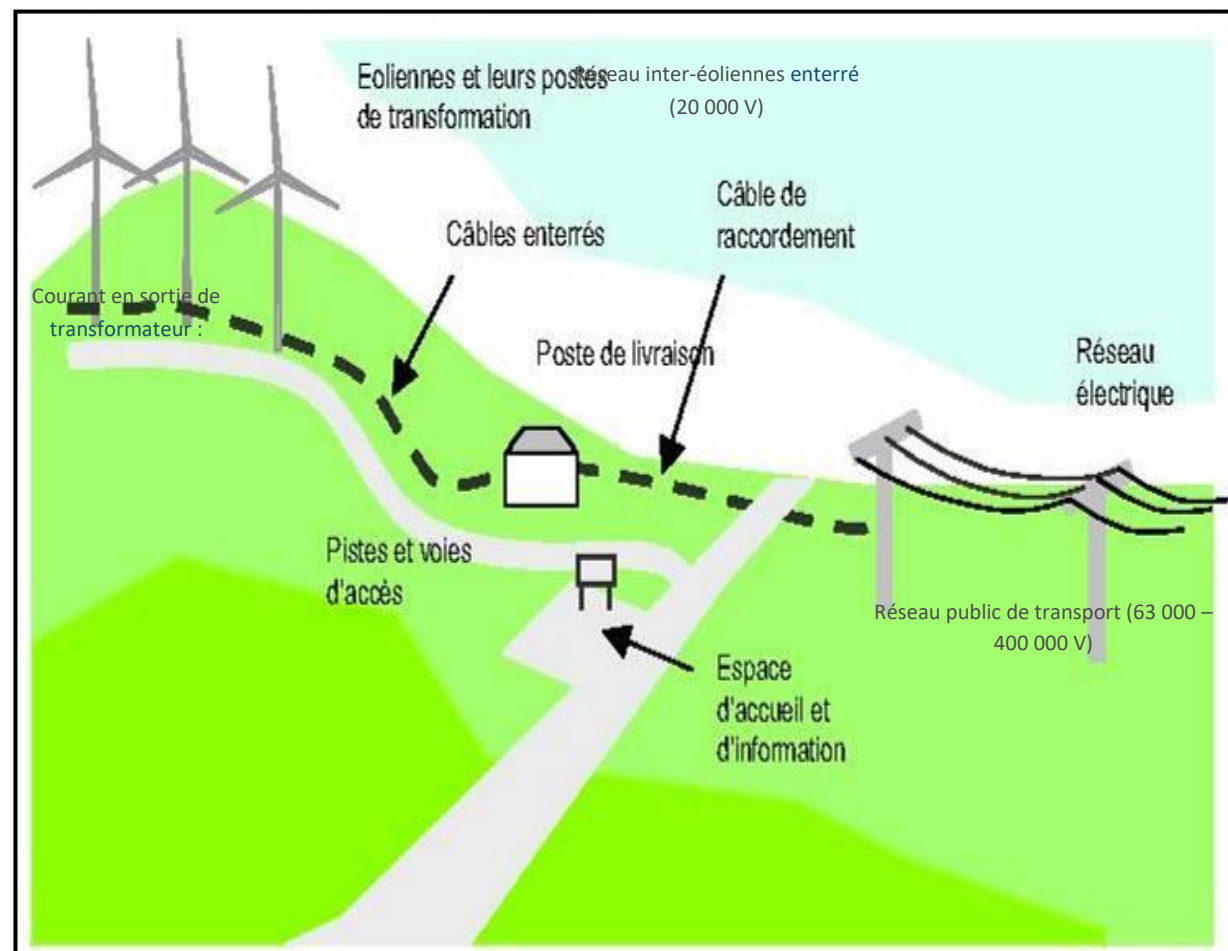 Eoliennes et leurs postes
de transformation
Réseau inter-éoliennes enterré
(20 000 V)
Câble de
raccordement
Câbles enterrés
Courant en sortie de
transformateur :
Poste de livraison
Réseau
électrique
Pistes et voies
d'accès
Réseau public de transport (63 000 –
400 000 V)
Espace
d'accueil et
d'information